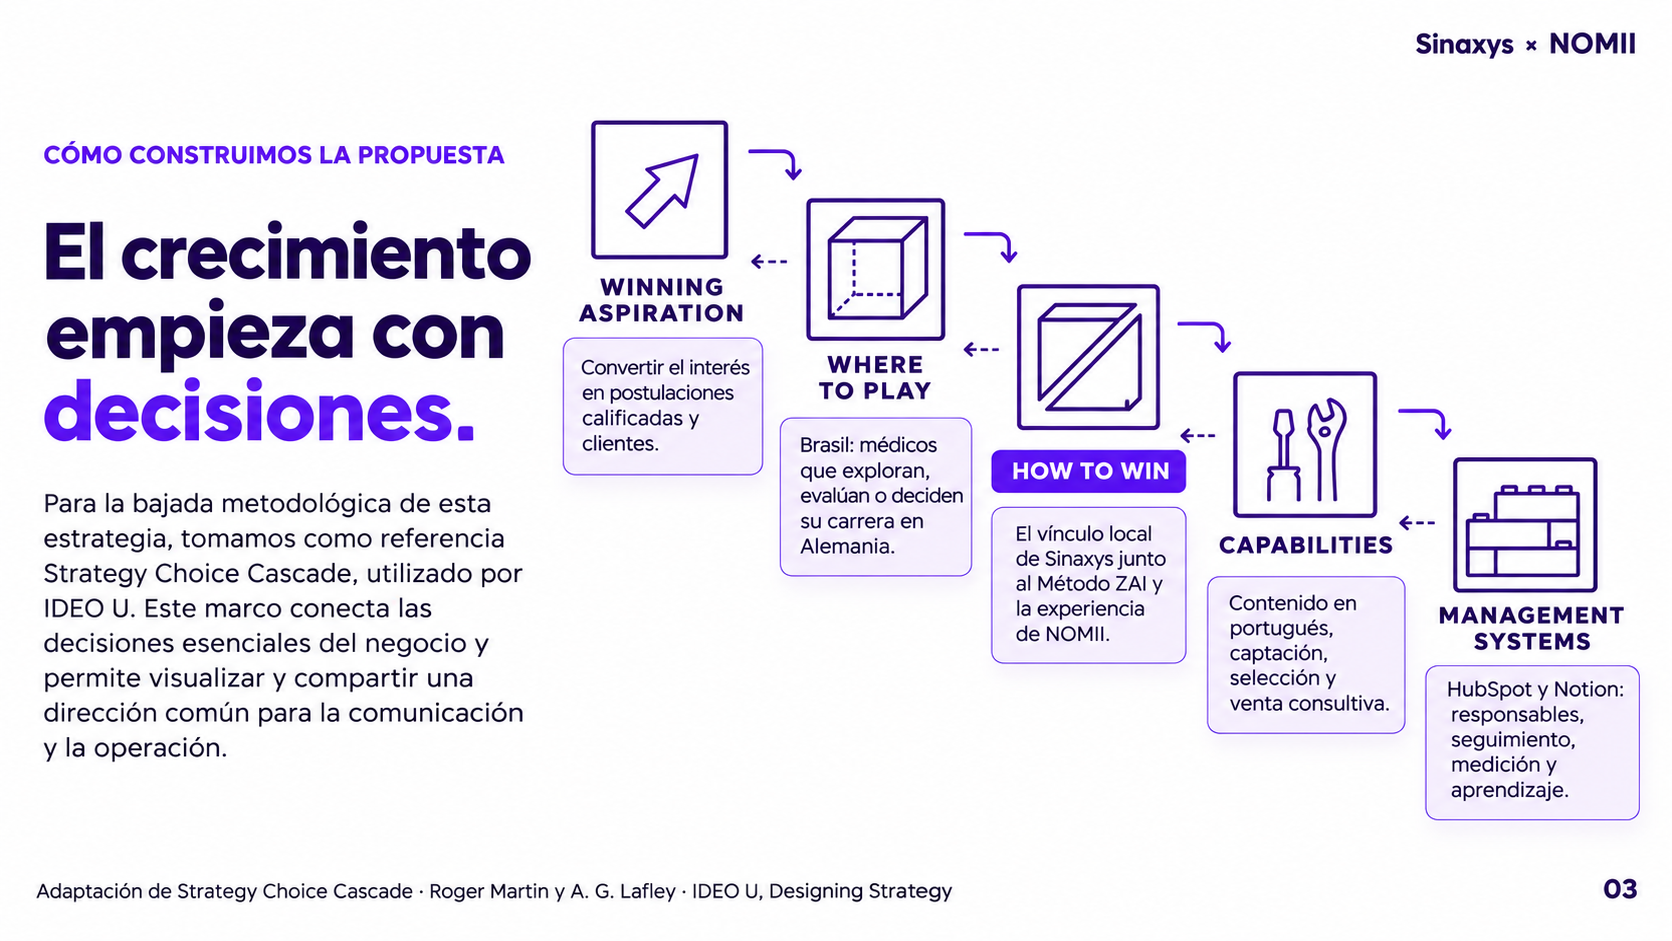 Sinaxys × NOMII
CÓMO CONSTRUIMOS LA PROPUESTA
El crecimiento
empieza con
decisiones.
Para la bajada metodológica de esta
estrategia, tomamos como referencia
Strategy Choice Cascade, utilizado por
IDEO U. Este marco conecta las
decisiones esenciales del negocio y
permite visualizar y compartir una
dirección común para la comunicación
y la operación.
WINNING
ASPIRATION
Convertir el interés
en postulaciones
calificadas y
clientes.
WHERE
TO PLAY
Brasil: médicos
que exploran,
evalúan o deciden
su carrera en
Alemania.
HOW TO WIN
El vínculo local
de Sinaxys junto
al Método ZAI y
la experiencia
de NOMII.
CAPABILITIES
Contenido en
portugués,
captación,
selección y
venta consultiva.
MANAGEMENT
SYSTEMS
HubSpot y Notion:
responsables,
seguimiento,
medición y
aprendizaje.
Adaptación de Strategy Choice Cascade · Roger Martin y A. G. Lafley · IDEO U, Designing Strategy
03